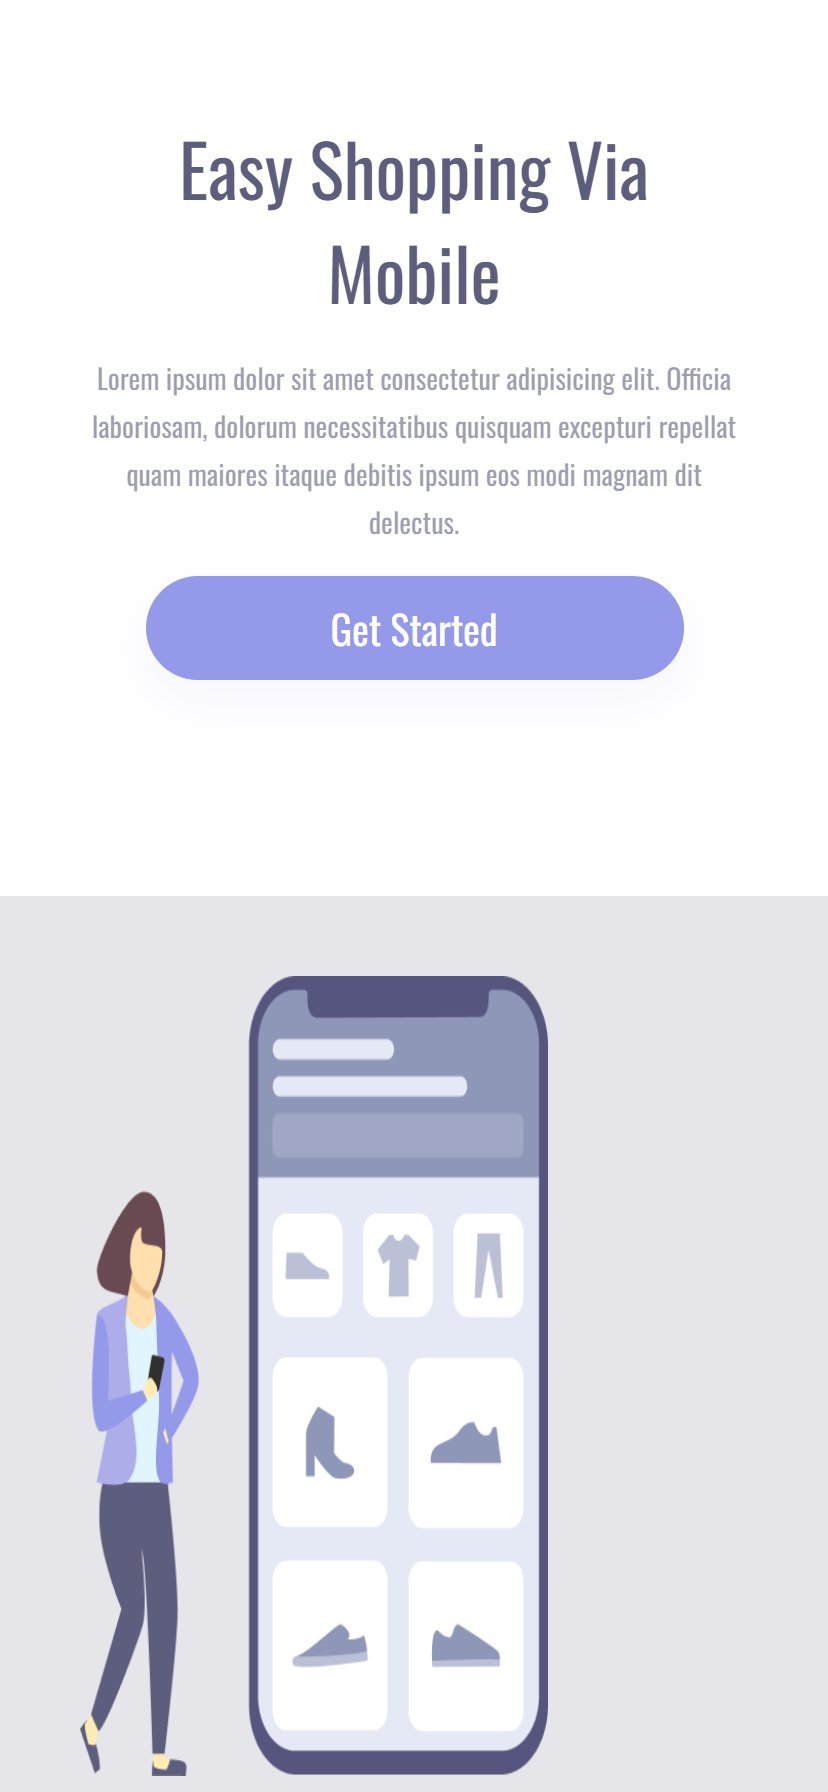 Easy Shopping Via
Mobile
Lorem ipsum dolor sit amet consectetur adipisicing elit. Officia
laboriosam, dolorum necessitatibus quisquam excepturi repellat
quam maiores itaque debitis ipsum eos modi magnam dit
delectus.
Get Started